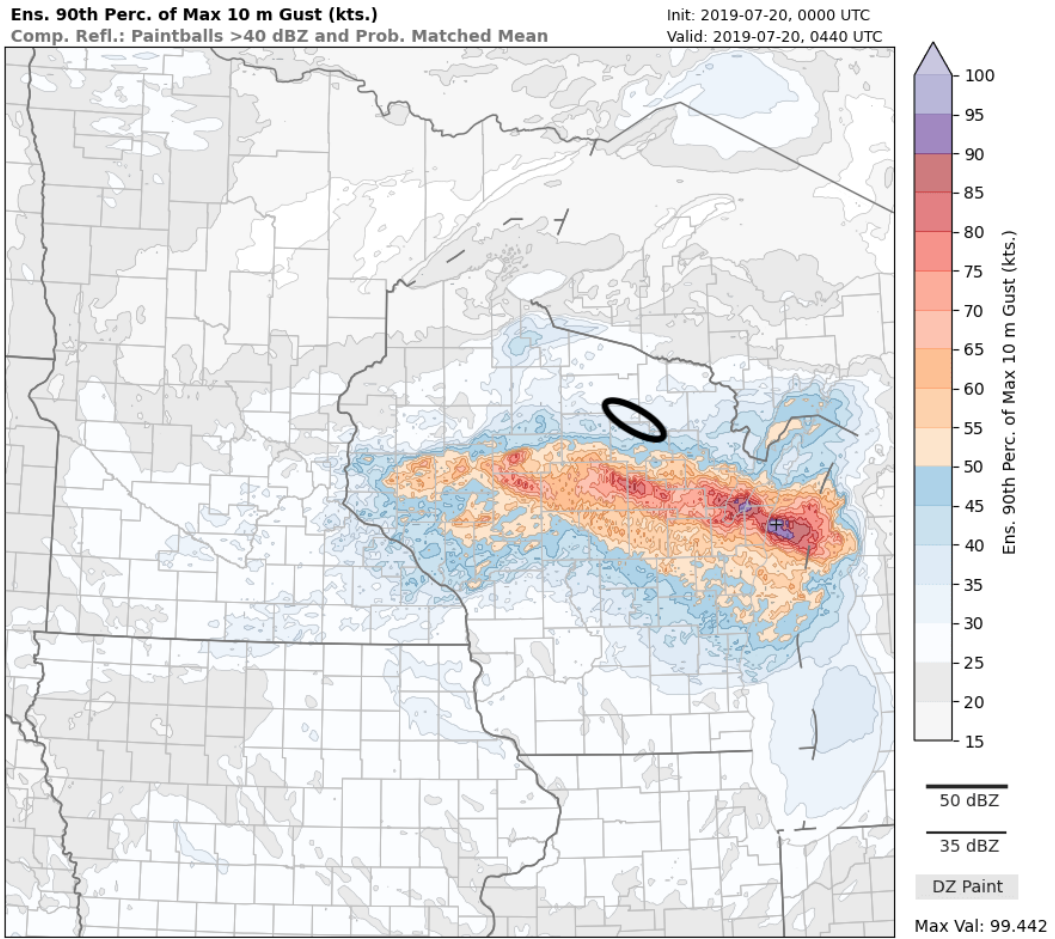 Ens. 90th Perc. of Max 10 m Gust (kts.)
Comp. Refl.: Paintballs >40 dBZ and Prob. Matched Mean
Init: 2019-07-20, 0000 UTC
Valid: 2019-07-20, 0440 UTC
100
95
90
85
80
75
70
65
60
55
50
45
40
35
30
25
20
15
Ens. 90th Perc. of Max 10 m Gust (kts.)
50 dBZ
35 dBZ
DZ Paint
Max Val: 99.442